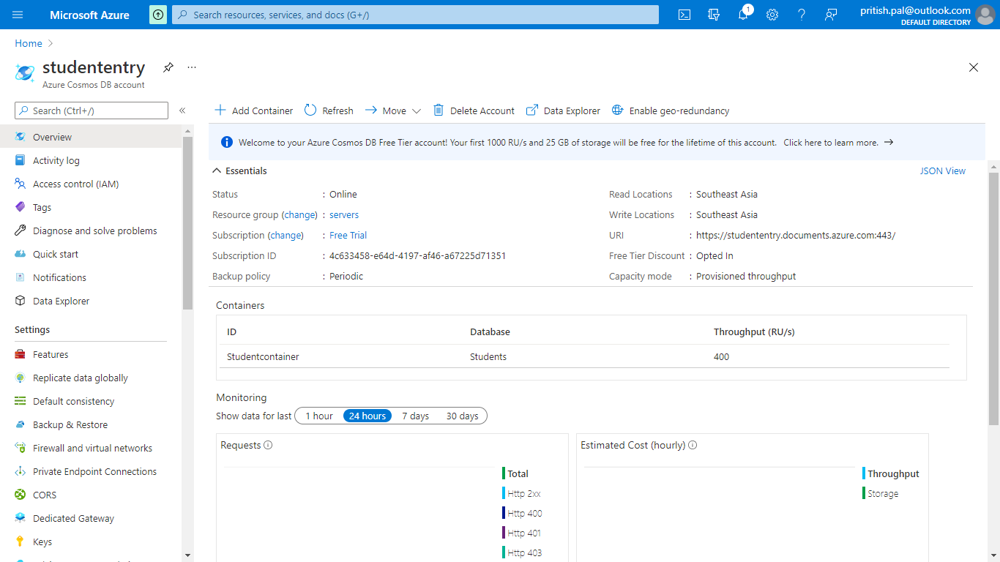 Microsoft Azure
Search resources, services, and docs (G+/)
1
pritish.pal@outlook.com
DEFAULT DIRECTORY
Home
studententry
Azure Cosmos DB account
Search (Ctrl+/)
Overview
Activity log
Access control (IAM)
Tags
Diagnose and solve problems
Quick start
Notifications
Data Explorer
Settings
Features
Replicate data globally
Default consistency
Backup & Restore
Firewall and virtual networks
Private Endpoint Connections
CORS
Dedicated Gateway
Keys
Add Container Refresh Move Delete Account Data Explorer Enable geo-redundancy
Welcome to your Azure Cosmos DB Free Tier account! Your first 1000 RU/s and 25 GB of storage will be free for the lifetime of this account. Click here to learn more.
Essentials JSON View
Status : Online
Resource group (change) : servers
Subscription (change) : Free Trial
Subscription ID : 4c633458-e64d-4197-af46-a67225d71351
Backup policy : Periodic
Read Locations : Southeast Asia
Write Locations : Southeast Asia
URI : https://studententry.documents.azure.com:443/
Free Tier Discount : Opted In
Capacity mode : Provisioned throughput
Containers
ID Database Throughput (RU/s)
Studentcontainer Students 400
Monitoring
Show data for last 1 hour 24 hours 7 days 30 days
Requests
Total
Http 2xx
Http 400
Http 401
Http 403
Estimated Cost (hourly)
Throughput
Storage